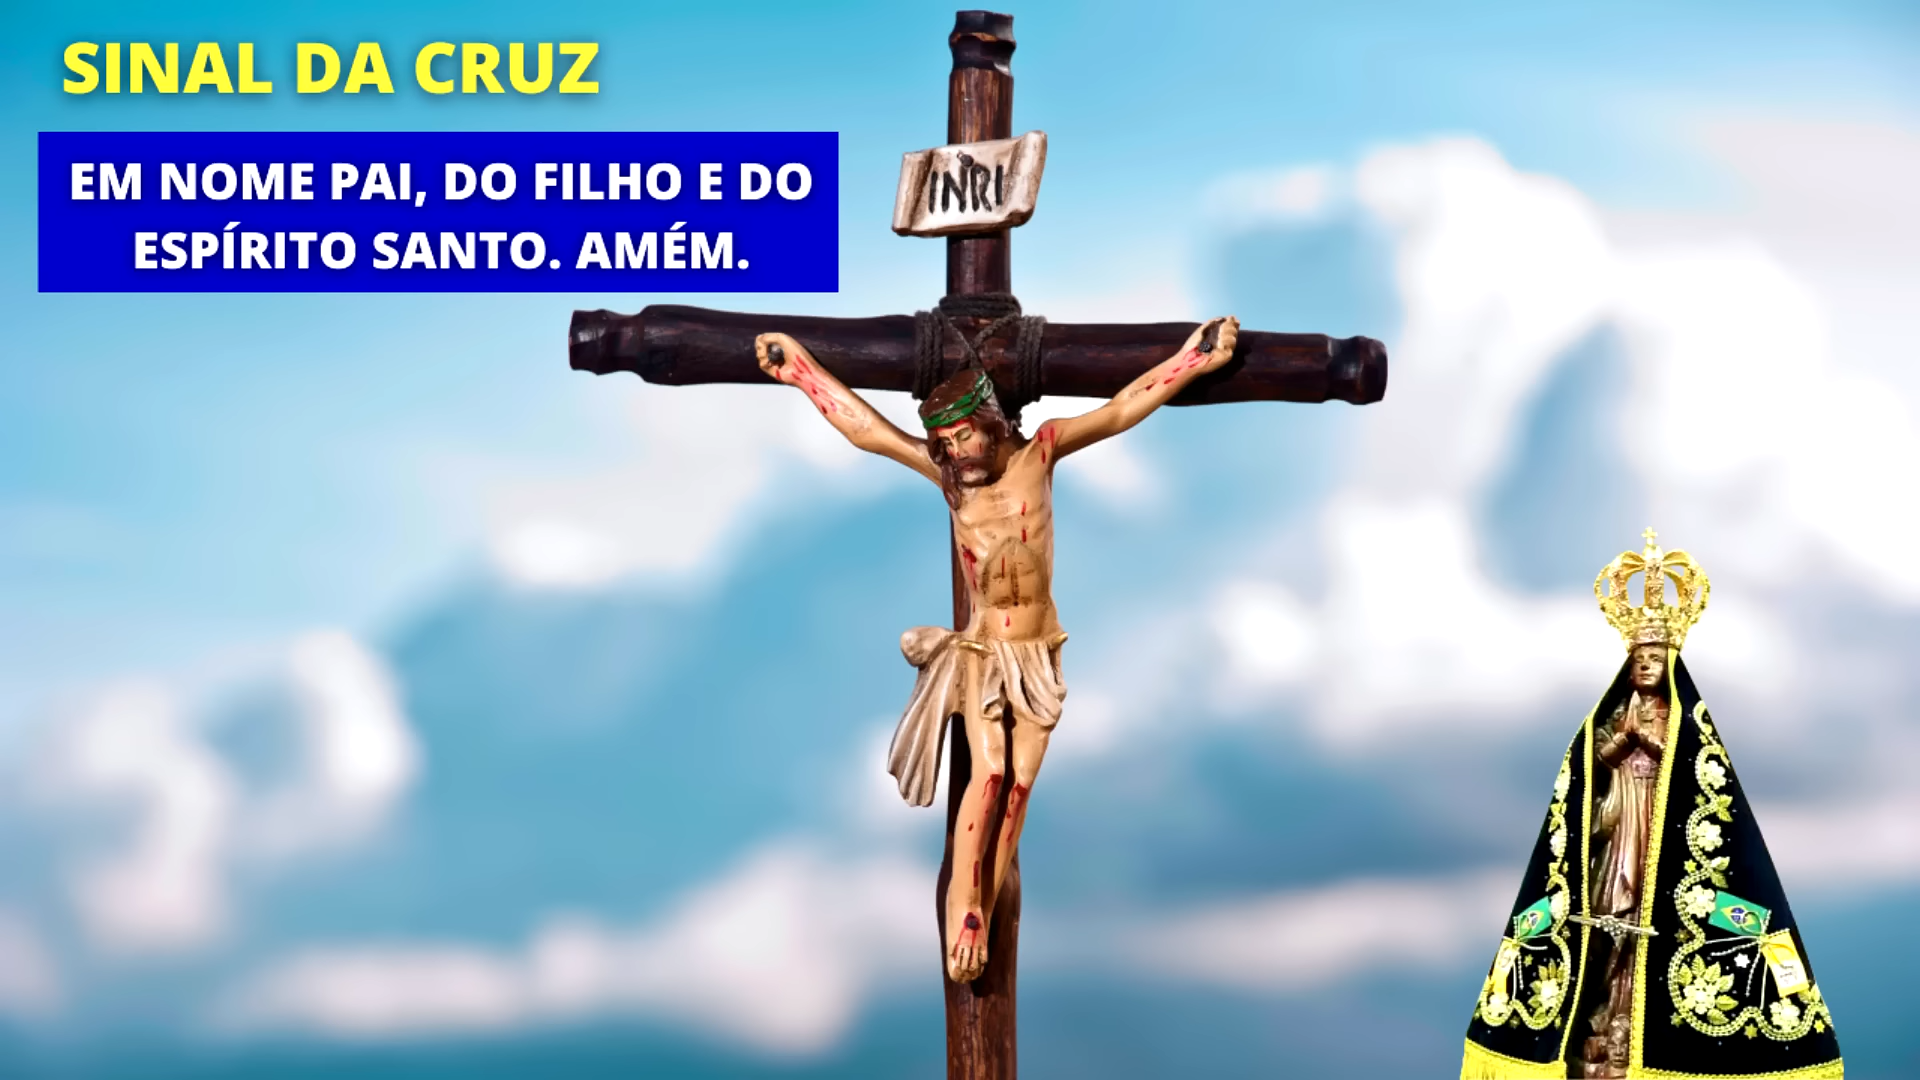 SINAL DA CRUZ
EM NOME PAI, DO FILHO E DO
ESPÍRITO SANTO. AMÉM.
INRI